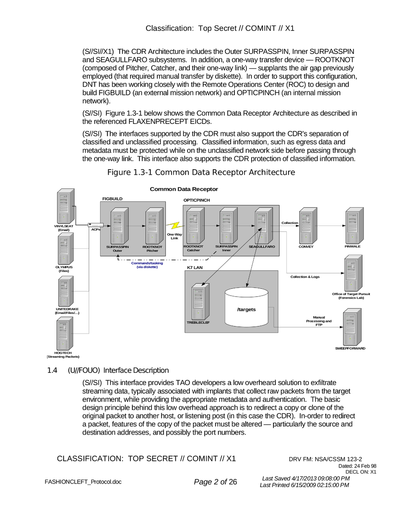 Classification: Top Secret // COMINT // X1
(S//SI//X1) The CDR Architecture includes the Outer SURPASSPIN, Inner SURPASSPIN
and SEAGULLFARO subsystems. In addition, a one-way transfer device — ROOTKNOT
(composed of Pitcher, Catcher, and their one-way link) — supplants the air gap previously
employed (that required manual transfer by diskette). In order to support this configuration,
DNT has been working closely with the Remote Operations Center (ROC) to design and
build FIGBUILD (an external mission network) and OPTICPINCH (an internal mission
network).
(S//SI) Figure 1.3-1 below shows the Common Data Receptor Architecture as described in
the referenced FLAXENPRECEPT EICDs.
(S//SI) The interfaces supported by the CDR must also support the CDR's separation of
classified and unclassified processing. Classified information, such as egress data and
metadata must be protected while on the unclassified network side before passing through
the one-way link. This interface also supports the CDR protection of classified information.
Figure 1.3-1 Common Data Receptor Architecture
Common Data Receptor
FIGBUILD
OPTICPINCH
(Email)
ACPs
SURPASSPIN
Outer
ROOTKNOT
Pitcher
One-Way
Link
ROOTKNOT
Catcher
SURPASSPIN
Inner
SEAGULLFARO
Collection
CONVEY
PINWALE
OLYMPUS
(Files)
Commands/tasking
(via diskette)
KT LAN
Collection & Logs
Office of Target Pursuit
(Forensics Lab)
UNITEDRAKE
/targets
Manual
Processing and
FTP
(Streaming Packets)
SWEEPFORWARD
1.4 (U//FOUO) Interface Description
(S//SI) This interface provides TAO developers a low overheard solution to exfiltrate
streaming data, typically associated with implants that collect raw packets from the target
environment, while providing the appropriate metadata and authentication. The basic
design principle behind this low overhead approach is to redirect a copy or clone of the
original packet to another host, or listening post (in this case the CDR). In-order to redirect
a packet, features of the copy of the packet must be altered — particularly the source and
destination addresses, and possibly the port numbers.
CLASSIFICATION: TOP SECRET // COMINT // X1
DRV FM: NSA/CSSM 123-2
Dated: 24 Feb 98
DECL ON: X1
FASHIONCLEFT_Protocol.doc
Page 2 of 26
Last Saved 4/17/2013 09:08:00 PM
Last Printed 6/15/2009 02:15:00 PM